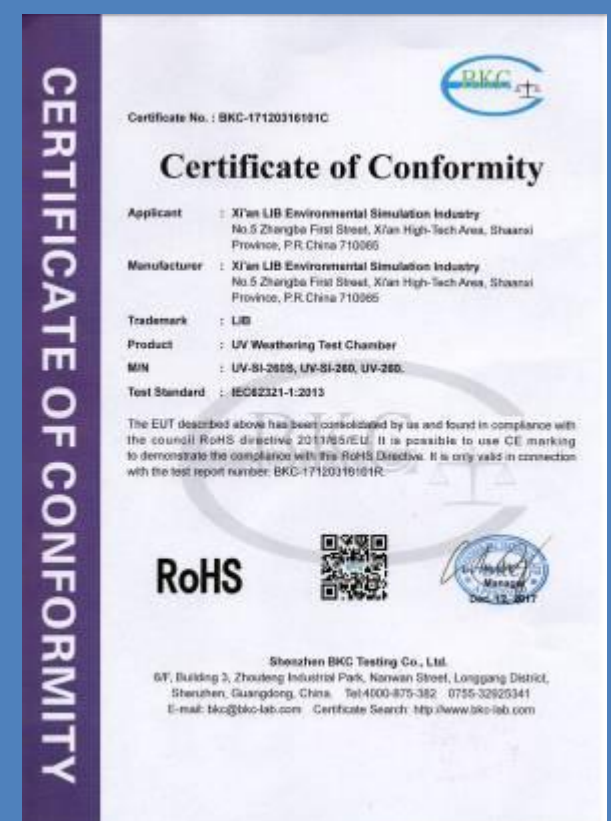 CERTIFICATE OF CONFORMITY
BKC
Certificate No. : BKC-17120316101C
Certificate of Conformity
Applicant : Xi'an LIB Environmental Simulation Industry
No.5 Zhangba First Street, Xi'an High-Tech Area, Shaanxi
Province, P.R.China 710065
Manufacturer : Xi'an LIB Environmental Simulation Industry
No.5 Zhangba First Street, Xi'an High-Tech Area, Shaanxi
Province, P.R.China 710065
Trademark : LIB
Product : UV Weathering Test Chamber
M/N : UV-SI-260S, UV-SI-260, UV-260.
Test Standard : IEC62321-1:2013
The EUT described above has been consolidated by us and found in compliance with
the council RoHS directive 2011/65/EU. It is possible to use CE marking
to demonstrate the compliance with this RoHS Directive. It is only valid in connection
with the test report number: BKC-17120316101R.
BKC
RoHS
Manager
Dec. 12, 2017
Shenzhen BKC Testing Co., Ltd.
6/F, Building 3, Zhouteng Industrial Park, Nanwan Street, Longgang District,
Shenzhen, Guangdong, China. Tel:4000-875-382 0755-32925341
E-mail: bkc@bkc-lab.com Certificate Search: http://www.bkc-lab.com